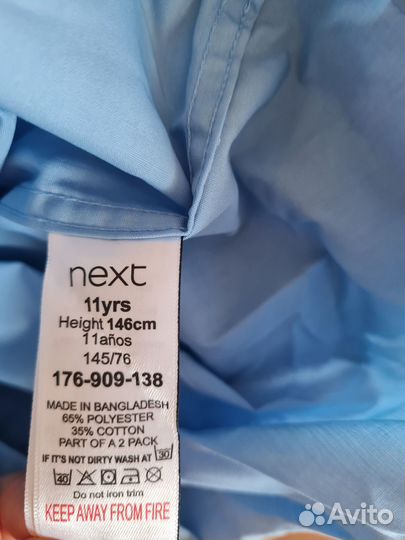 next
11yrs
Height 146cm
11años
145/76
176-909-138
MADE IN BANGLADESH
65% POLYESTER
35% COTTON
PART OF A 2 PACK
IF IT'S NOT DIRTY WASH AT 30
40
Do not iron trim
KEEP AWAY FROM FIRE
Avito